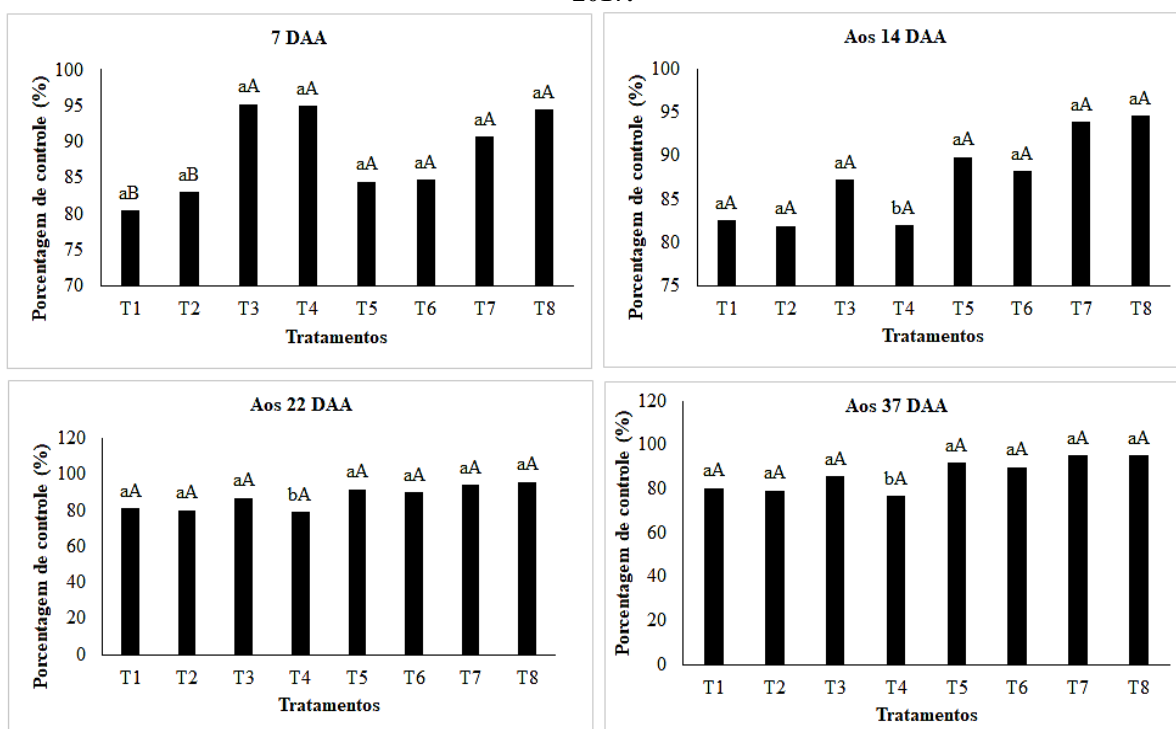 7 DAA
Porcentagem de controle (%)
100
95
90
85
80
75
70
aB
aB
aA
aA
aA
aA
aA
aA
T1 T2 T3 T4 T5 T6 T7 T8
Tratamentos
Aos 14 DAA
Porcentagem de controle (%)
100
95
90
85
80
75
aA
aA
aA
bA
aA
aA
aA
aA
T1 T2 T3 T4 T5 T6 T7 T8
Tratamentos
Aos 22 DAA
Porcentagem de controle (%)
120
100
80
60
40
20
0
aA
aA
aA
bA
aA
aA
aA
aA
T1 T2 T3 T4 T5 T6 T7 T8
Tratamentos
Aos 37 DAA
Porcentagem de controle (%)
120
100
80
60
40
20
0
aA
aA
aA
bA
aA
aA
aA
aA
T1 T2 T3 T4 T5 T6 T7 T8
Tratamentos